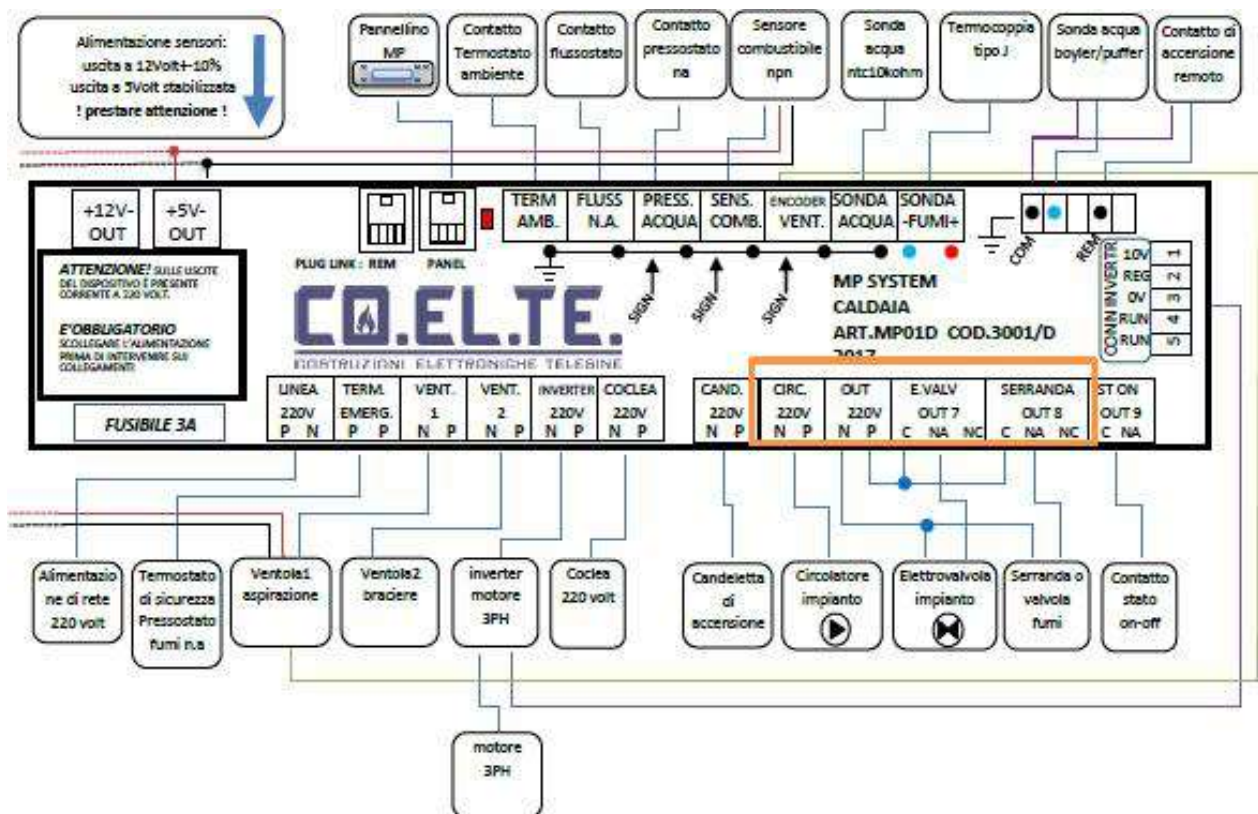 Alimentazione sensori:
uscita a 12Volt+-10%
uscita a 5Volt stabilizzata
! prestare attenzione !
Pannellino
MP
Contatto
Termostato
ambiente
Contatto
flussostato
Contatto
pressostato
na
Sensore
combustibile
npn
Sonda
acqua
ntc10kohm
Termocoppia
tipo J
Sonda acqua
boyler/puffer
Contatto di
accensione
remoto
+12V-
OUT
+5V-
OUT
TERM
AMB.
FLUSS
N.A.
PRESS.
ACQUA
SENS.
COMB.
ENCODER
VENT.
SONDA
ACQUA
SONDA
-FUMI+
PLUG LINK : REM
PANEL
SIGN
SIGN
SIGN
COM
REM
CONN INVERTR
10V 1
REG 2
0V 3
RUN 4
RUN 5
ATTENZIONE! SULLE USCITE
DEL DISPOSITIVO È PRESENTE
CORRENTE A 220 VOLT.
E'OBBLIGATORIO
SCOLLEGARE L'ALIMENTAZIONE
PRIMA DI INTERVENIRE SUI
COLLEGAMENTI
FUSIBILE 3A
CO.EL.TE.
COSTRUZIONI ELETTRONICHE TELESINE
MP SYSTEM
CALDAIA
ART.MP01D COD.3001/D
2017
LINEA
220V
P N
TERM.
EMERG.
P P
VENT.
1
N P
VENT.
2
N P
INVERTER
220V
N P
COCLEA
220V
N P
CAND.
220V
N P
CIRC.
220V
N P
OUT
220V
N P
E.VALV
OUT 7
C NA NC
SERRANDA
OUT 8
C NA NC
ST ON
OUT 9
C NA
Alimentazio
ne di rete
220 volt
Termostato
di sicurezza
Pressostato
fumi n.a
Ventola1
aspirazione
Ventola2
braciere
inverter
motore
3PH
Coclea
220 volt
Candeletta
di
accensione
Circolatore
impianto
Elettrovalvola
impianto
Serranda o
valvola
fumi
Contatto
stato
on-off
motore
3PH